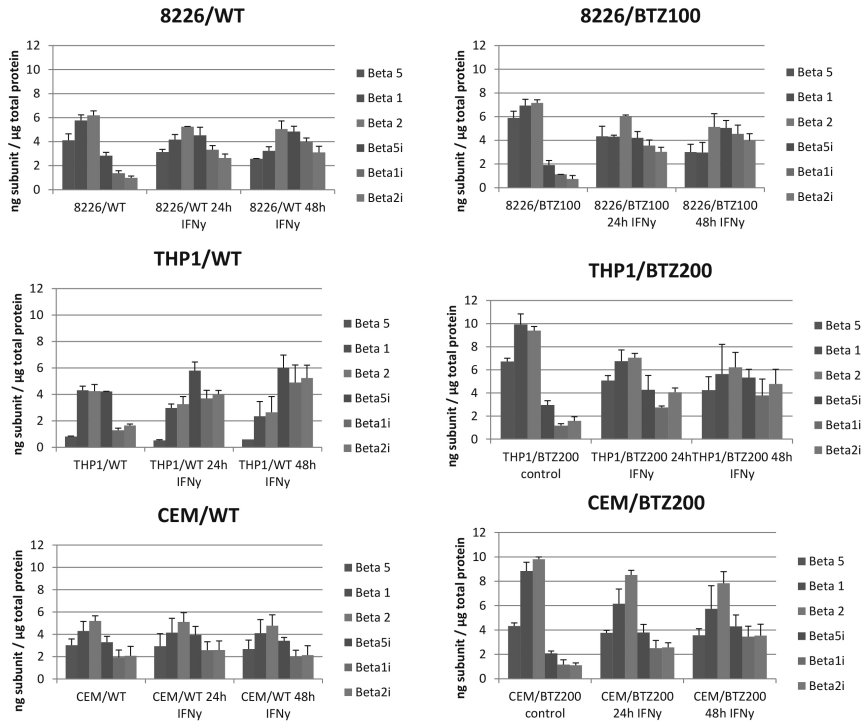 8226/WT
12
10
8
6
4
2
0
ng subunit / µg total protein
8226/WT
8226/WT 24h
IFNy
8226/WT 48h
IFNy
Beta 5
Beta 1
Beta 2
Beta5i
Beta1i
Beta2i
8226/BTZ100
12
10
8
6
4
2
0
ng subunit / µg total protein
8226/BTZ100
8226/BTZ100
24h IFNy
8226/BTZ100
48h IFNy
Beta 5
Beta 1
Beta 2
Beta5i
Beta1i
Beta2i
THP1/WT
12
10
8
6
4
2
0
ng subunit / µg total protein
THP1/WT
THP1/WT 24h
IFNy
THP1/WT 48h
IFNy
Beta 5
Beta 1
Beta 2
Beta5i
Beta1i
Beta2i
THP1/BTZ200
12
10
8
6
4
2
0
ng subunit / µg total protein
THP1/BTZ200
control
THP1/BTZ200 24h
IFNy
THP1/BTZ200 48h
IFNy
Beta 5
Beta 1
Beta 2
Beta5i
Beta1i
Beta2i
CEM/WT
12
10
8
6
4
2
0
ng subunit / µg total protein
CEM/WT
CEM/WT 24h
IFNy
CEM/WT 48h
IFNy
Beta 5
Beta 1
Beta 2
Beta5i
Beta1i
Beta2i
CEM/BTZ200
12
10
8
6
4
2
0
ng subunit / µg total protein
CEM/BTZ200
control
CEM/BTZ200
24h IFNy
CEM/BTZ200
48h IFNy
Beta 5
Beta 1
Beta 2
Beta5i
Beta1i
Beta2i